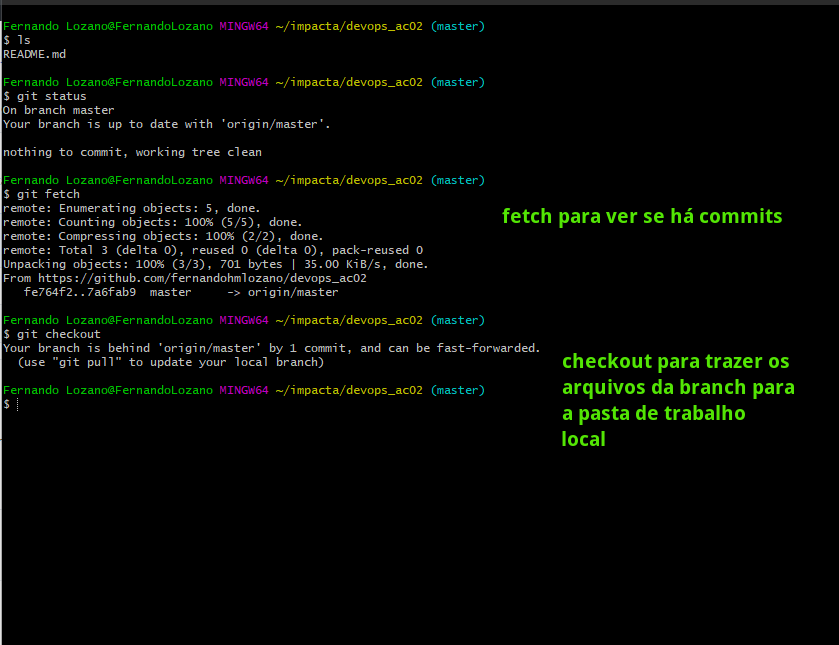 Fernando Lozano@FernandoLozano MINGW64 ~/impacta/devops_ac02 (master)
$ ls
README.md
Fernando Lozano@FernandoLozano MINGW64 ~/impacta/devops_ac02 (master)
$ git status
On branch master
Your branch is up to date with 'origin/master'.
nothing to commit, working tree clean
Fernando Lozano@FernandoLozano MINGW64 ~/impacta/devops_ac02 (master)
$ git fetch
remote: Enumerating objects: 5, done.
remote: Counting objects: 100% (5/5), done.
remote: Compressing objects: 100% (2/2), done.
remote: Total 3 (delta 0), reused 0 (delta 0), pack-reused 0
Unpacking objects: 100% (3/3), 701 bytes | 35.00 KiB/s, done.
From https://github.com/fernandohmlozano/devops_ac02
fe764f2..7a6fab9  master     -> origin/master
fetch para ver se há commits
Fernando Lozano@FernandoLozano MINGW64 ~/impacta/devops_ac02 (master)
$ git checkout
Your branch is behind 'origin/master' by 1 commit, and can be fast-forwarded.
(use "git pull" to update your local branch)
Fernando Lozano@FernandoLozano MINGW64 ~/impacta/devops_ac02 (master)
$
checkout para trazer os
arquivos da branch para
a pasta de trabalho
local